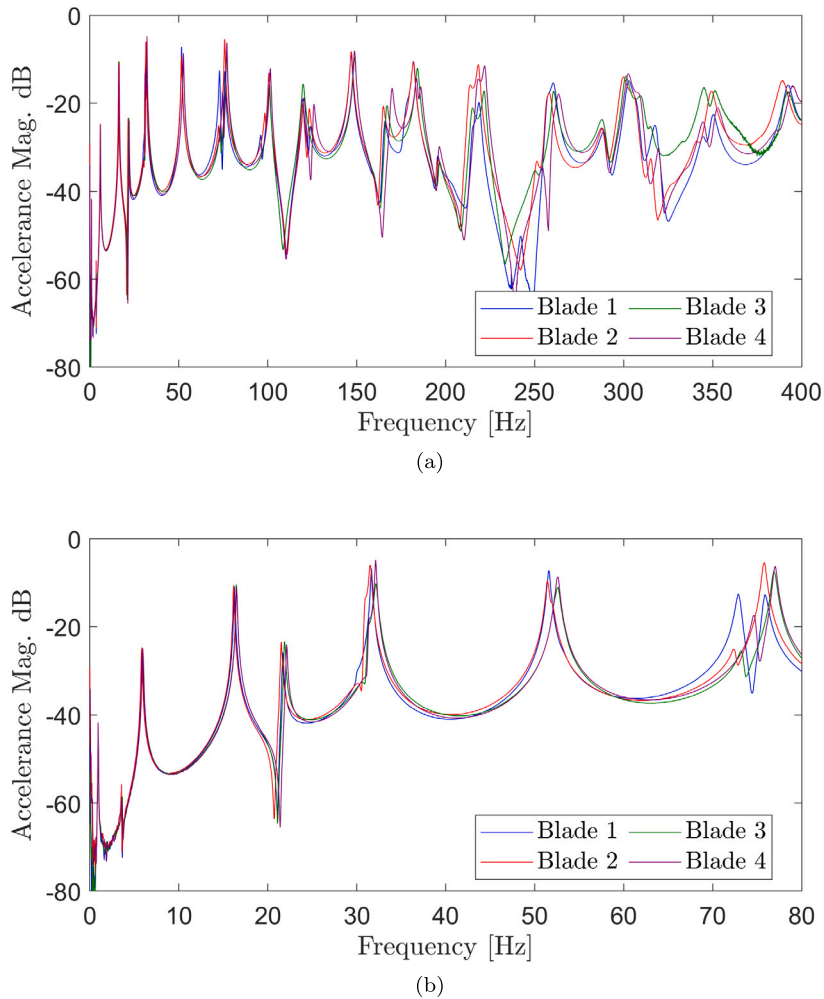 0
-20
-40
-60
-80
Accelerance Mag. dB
Blade 1
Blade 3
Blade 2
Blade 4
0 50 100 150 200 250 300 350 400
Frequency [Hz]
(a)
0
-20
-40
-60
-80
Accelerance Mag. dB
Blade 1
Blade 3
Blade 2
Blade 4
0 10 20 30 40 50 60 70 80
Frequency [Hz]
(b)